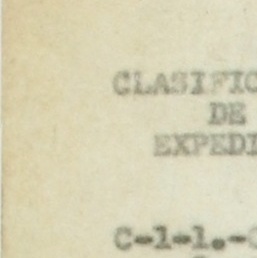 CLASIFIC
DE
EXPEDI
C-1-1.-